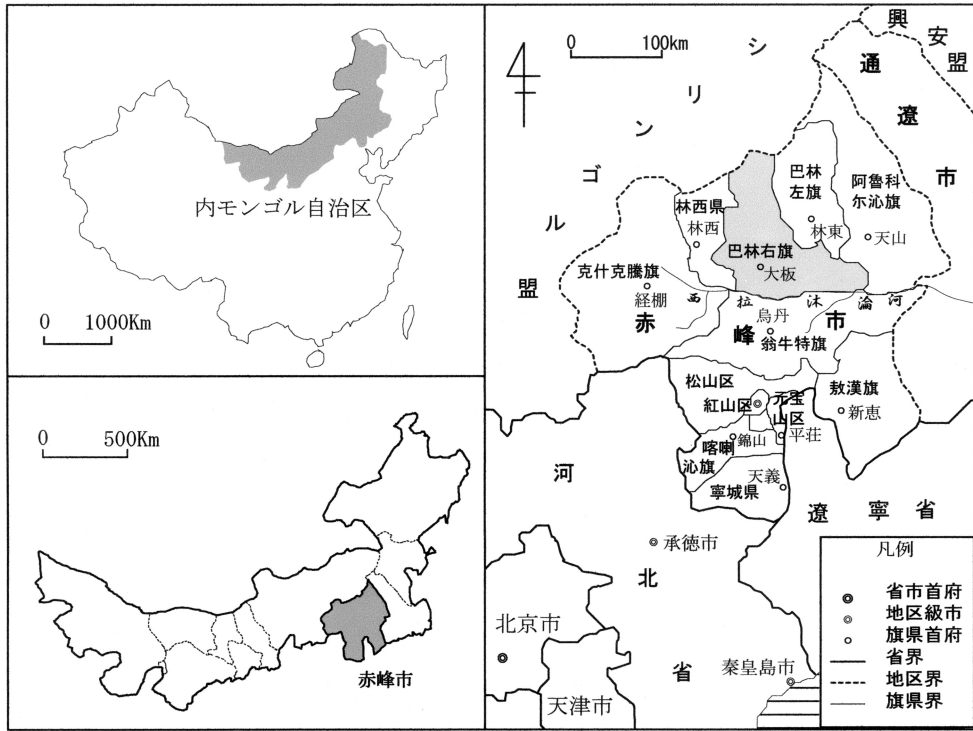 内モンゴル自治区
0 1000Km
0 500Km
赤峰市
0 100km
シリンゴル盟
興安盟
通遼市
巴林
左旗
林東
阿魯科
尔沁旗
天山
林西県
林西
巴林右旗
大板
克什克騰旗
経棚
西拉沐淪河
赤峰市
烏丹
翁牛特旗
松山区
紅山区
元宝
山区
平荘
敖漢旗
新恵
喀喇
沁旗
錦山
天義
寧城県
河北省
遼寧省
承徳市
北京市
天津市
秦皇島市
凡例
省市首府
地区級市
旗県首府
省界
地区界
旗県界